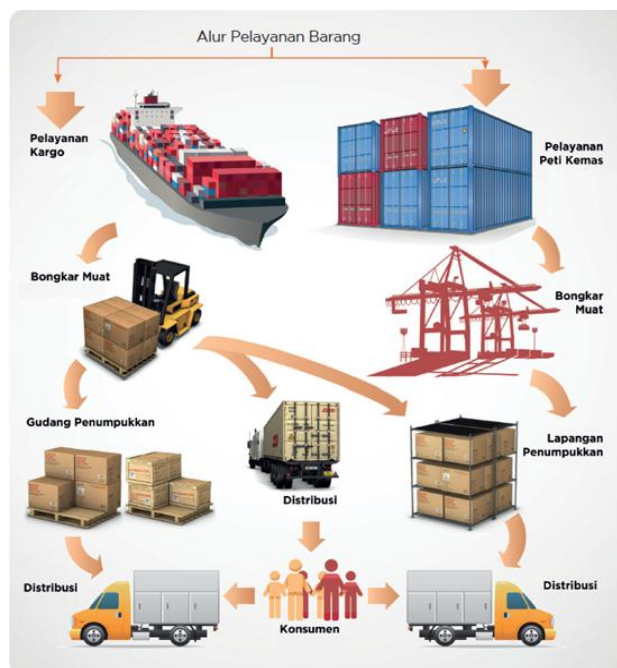 Alur Pelayanan Barang
Pelayanan
Kargo
Pelayanan
Peti Kemas
Bongkar Muat
Bongkar
Muat
Gudang Penumpukkan
Lapangan
Penumpukkan
Distribusi
Distribusi
Distribusi
Konsumen